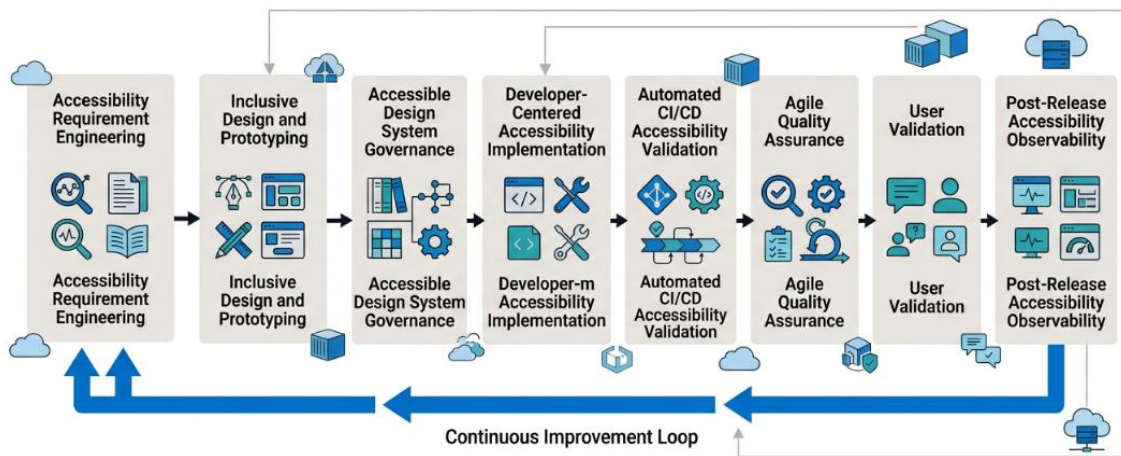 Accessibility
Requirement
Engineering
Inclusive
Design and
Prototyping
Accessible
Design
System
Governance
Developer-
Centered
Accessibility
Implementation
Automated
CI/CD
Accessibility
Validation
Agile
Quality
Assurance
User
Validation
Post-Release
Accessibility
Observability
Accessibility
Requirement
Engineering
Inclusive
Design and
Prototyping
Accessible
Design System
Governance
Developer-m
Accessibility
Implementation
Automated
CI/CD
Accessibility
Validation
Agile
Quality
Assurance
User
Validation
Post-Release
Accessibility
Observability
Continuous Improvement Loop